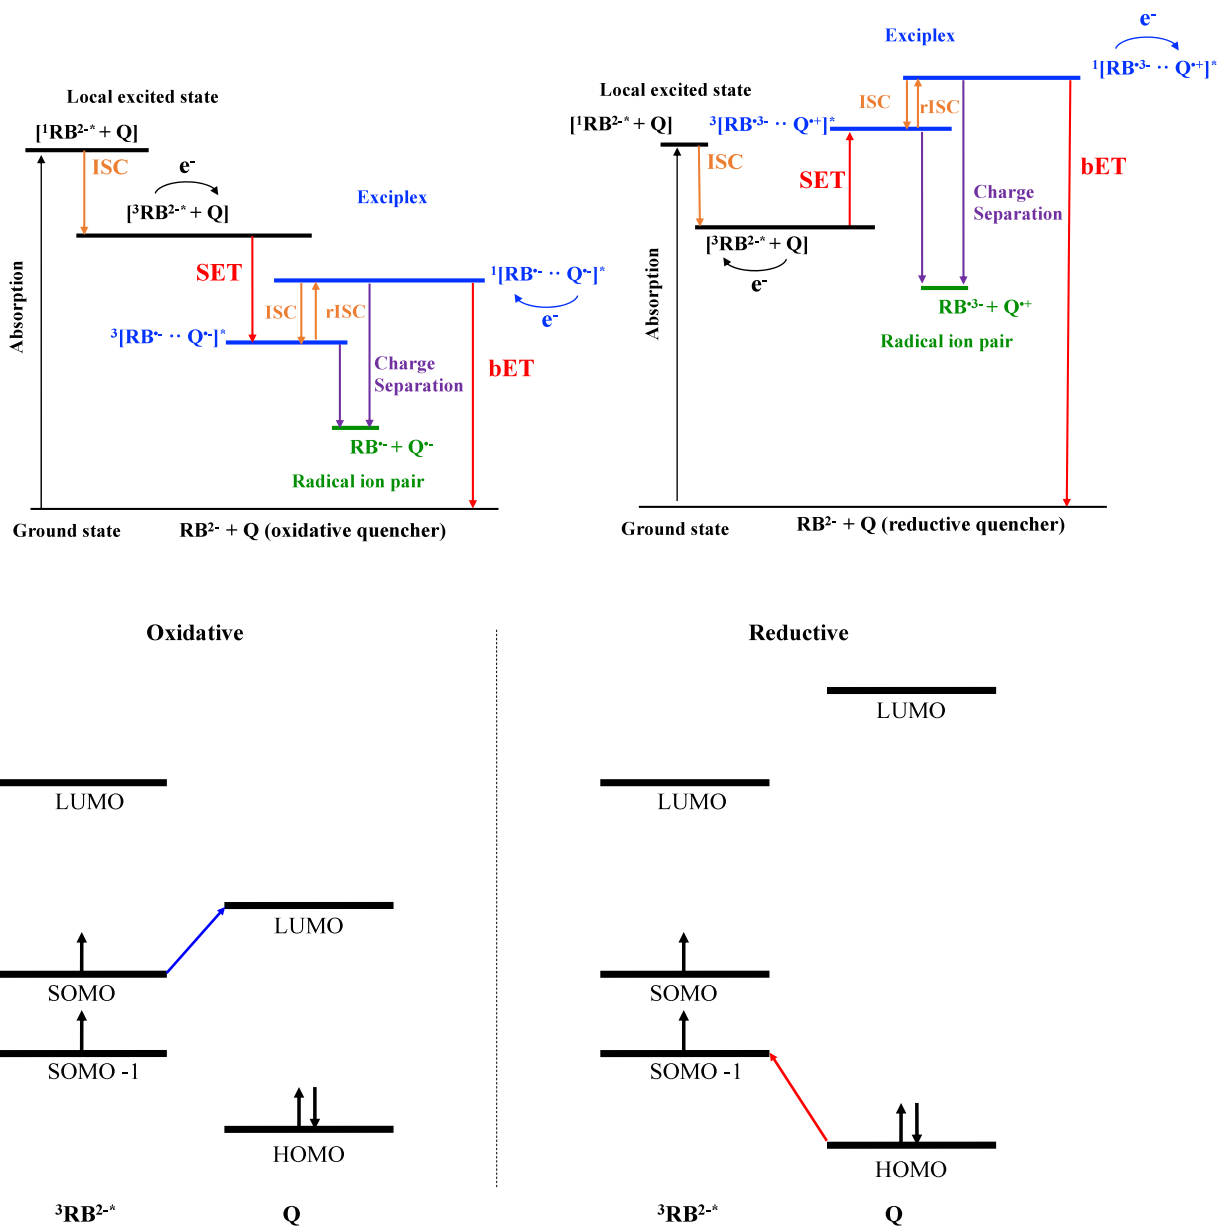 Local excited state
[¹RB²⁻* + Q]
ISC
e⁻
[³RB²⁻* + Q]
Exciplex
SET
¹[RB•⁻ ·· Q•⁻]*
ISC
rISC
e⁻
³[RB•⁻ ·· Q•⁻]*
Absorption
Charge
Separation
bET
RB•⁻ + Q•⁻
Radical ion pair
Ground state
RB²⁻ + Q (oxidative quencher)
e⁻
Exciplex
¹[RB•³⁻ ·· Q•⁺]*
Local excited state
ISC
rISC
[¹RB²⁻* + Q]
³[RB•³⁻ ·· Q•⁺]*
ISC
SET
bET
Charge
Separation
[³RB²⁻* + Q]
e⁻
Absorption
RB•³⁻ + Q•⁺
Radical ion pair
Ground state
RB²⁻ + Q (reductive quencher)
Oxidative
LUMO
LUMO
SOMO
SOMO -1
HOMO
³RB²⁻*
Q
Reductive
LUMO
LUMO
SOMO
SOMO -1
HOMO
³RB²⁻*
Q